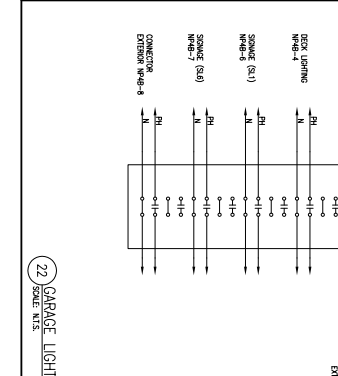 DECK LIGHTING
NP4B-4
PH
N
SIGNAGE (SL1)
NP4B-6
PH
N
SIGNAGE (SL6)
NP4B-7
PH
N
CONNECTOR
EXTERIOR NP4B-8
PH
N
22 GARAGE LIGHT
SCALE: N.T.S.
EXT